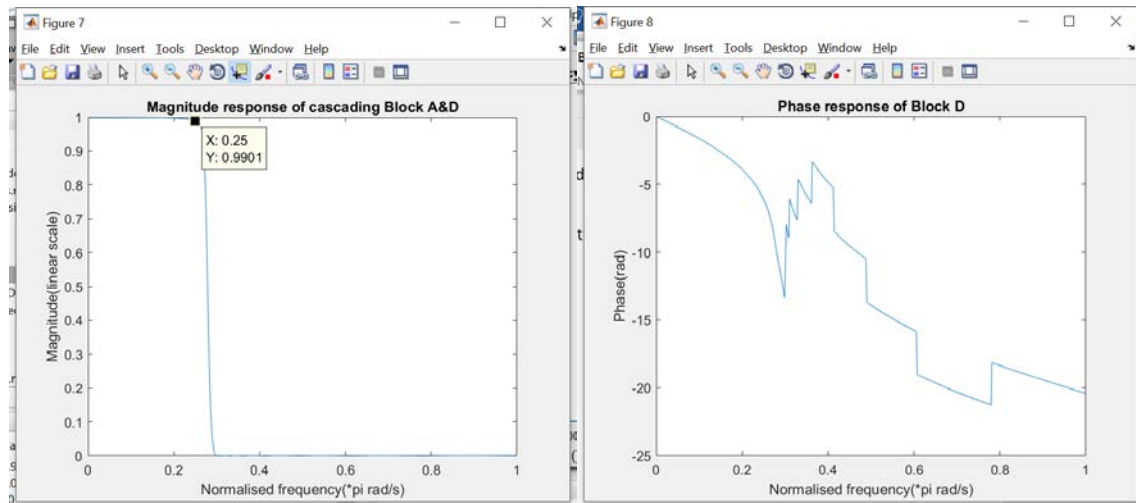 Figure 7
File Edit View Insert Tools Desktop Window Help
Magnitude response of cascading Block A&D
X: 0.25
Y: 0.9901
1
0.9
0.8
0.7
0.6
0.5
0.4
0.3
0.2
0.1
0
Magnitude(linear scale)
0 0.2 0.4 0.6 0.8 1
Normalised frequency(*pi rad/s)
Figure 8
File Edit View Insert Tools Desktop Window Help
Phase response of Block D
0
-5
-10
-15
-20
-25
Phase(rad)
0 0.2 0.4 0.6 0.8 1
Normalised frequency(*pi rad/s)